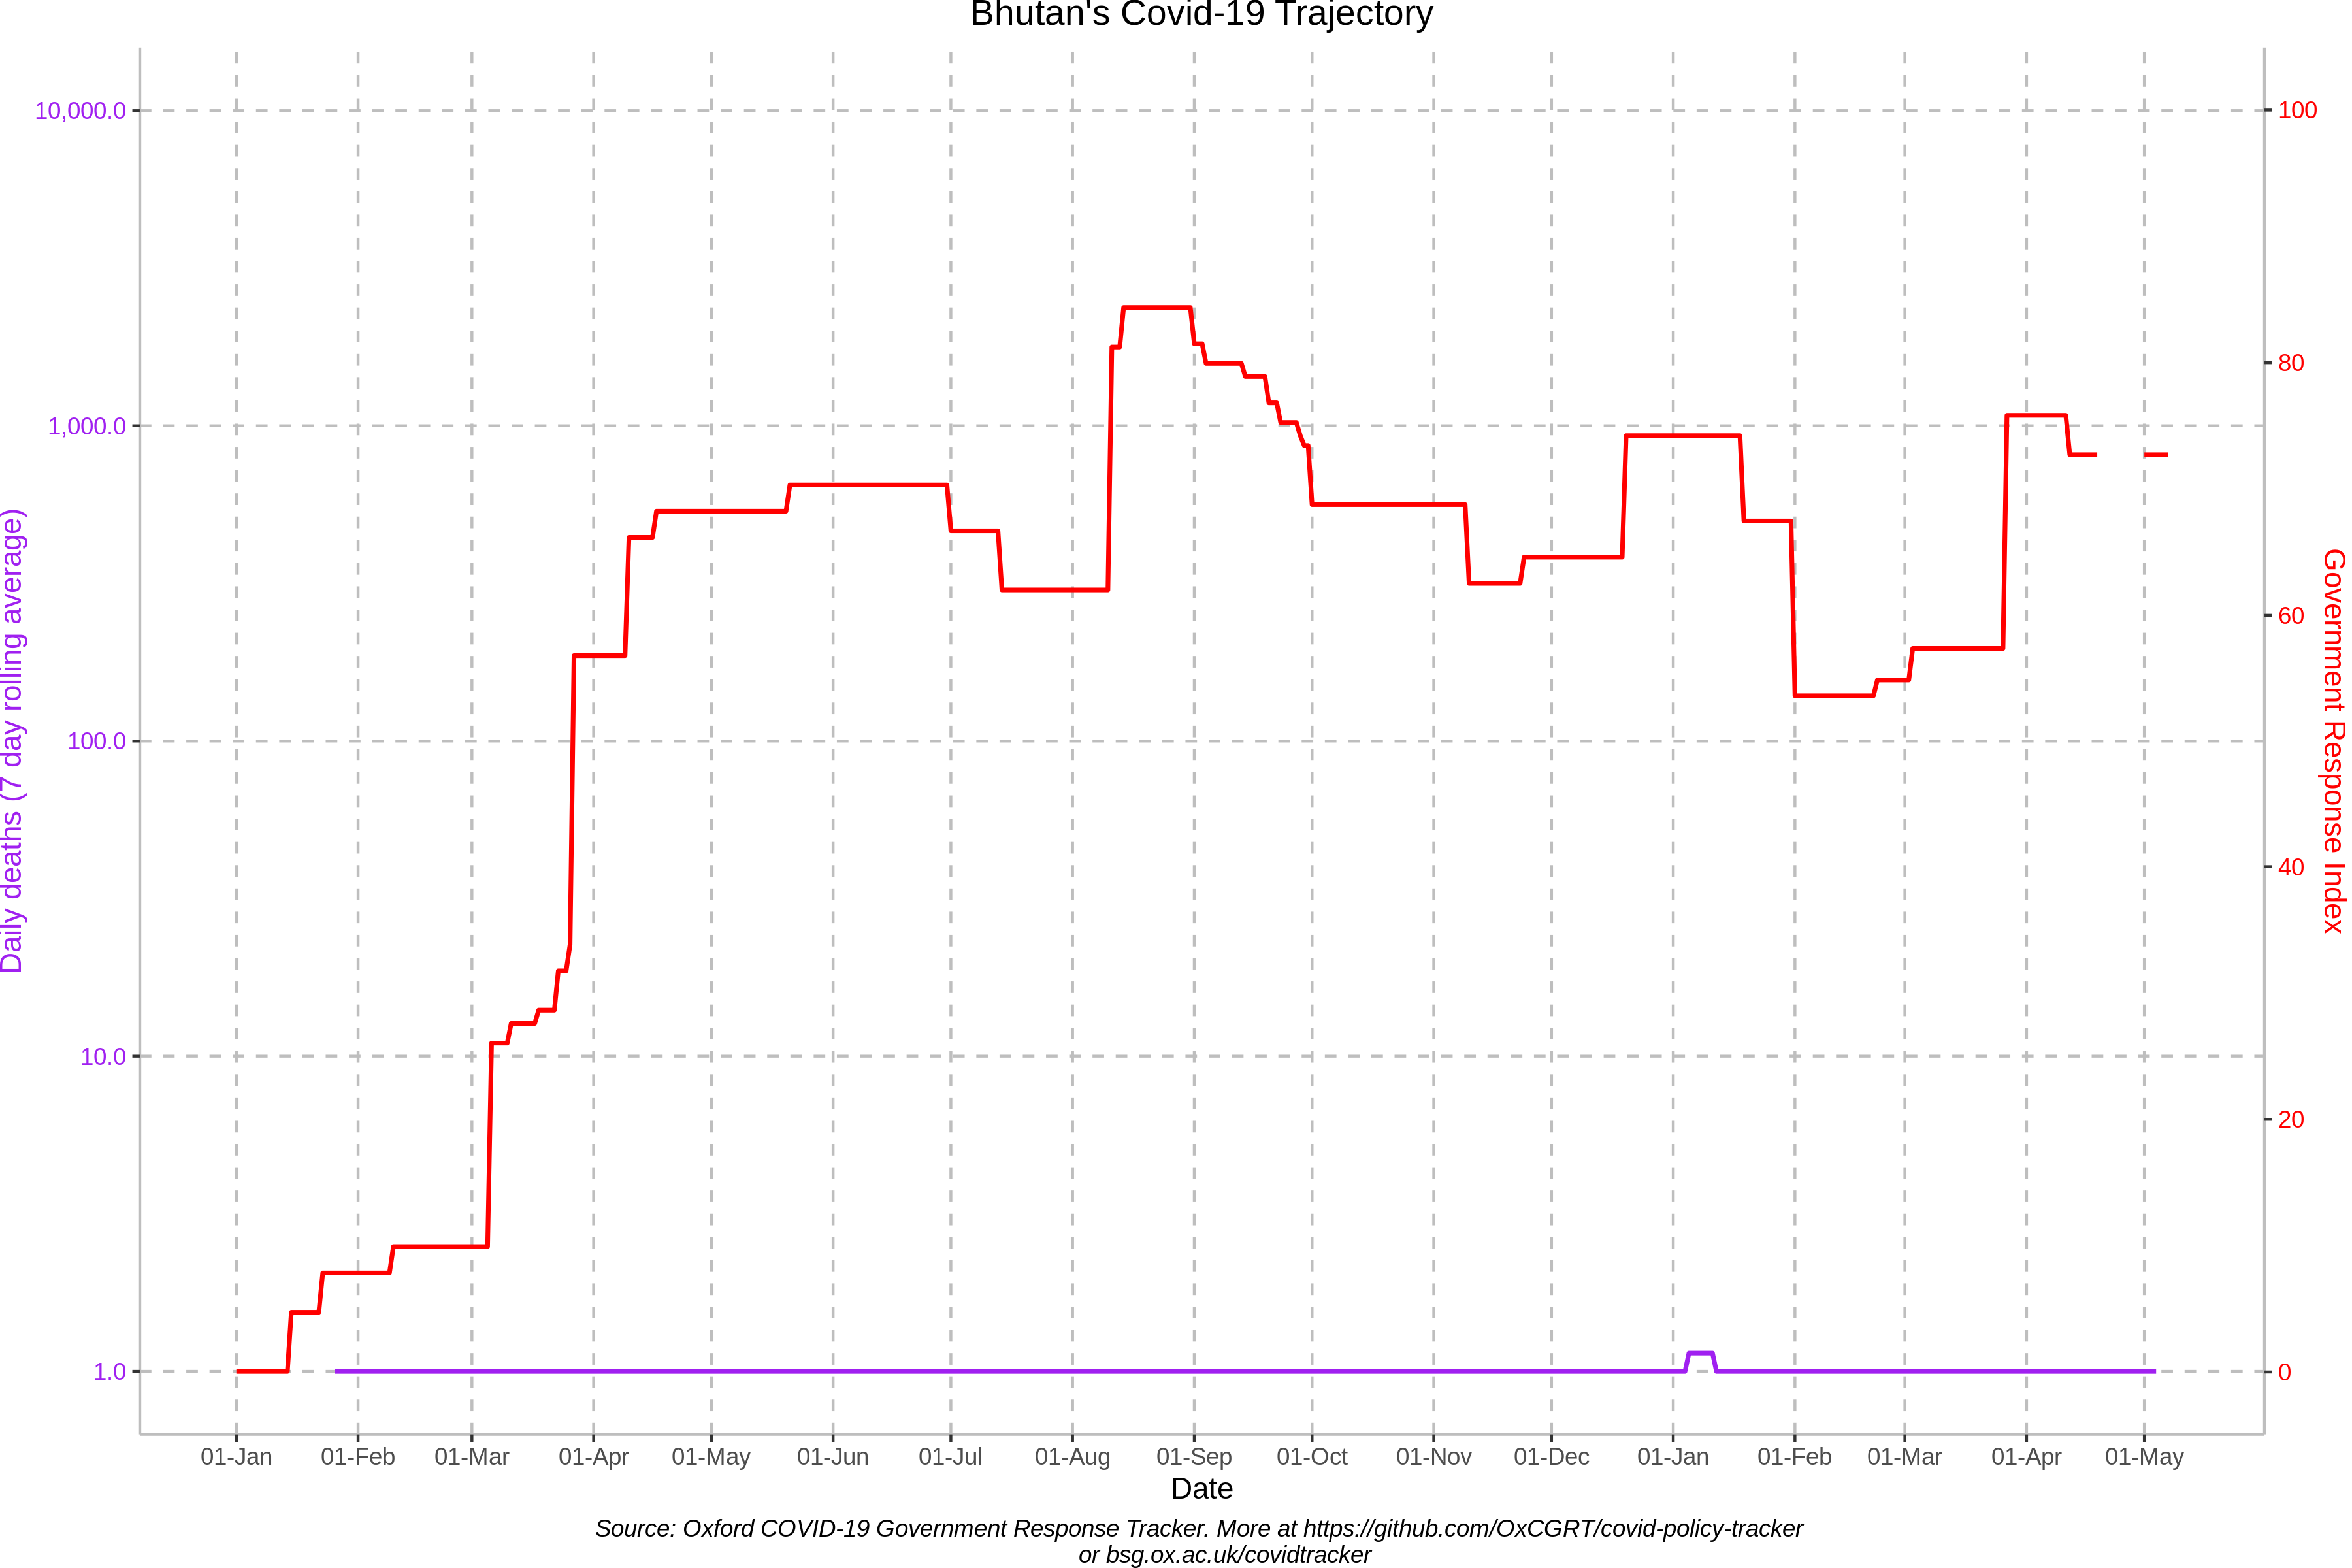 Bhutan's Covid-19 Trajectory
10,000.0
1,000.0
100.0
10.0
1.0
Daily deaths (7 day rolling average)
100
80
60
40
20
0
Government Response Index
01-Jan 01-Feb 01-Mar 01-Apr 01-May 01-Jun 01-Jul 01-Aug 01-Sep 01-Oct 01-Nov 01-Dec 01-Jan 01-Feb 01-Mar 01-Apr 01-May
Date
Source: Oxford COVID-19 Government Response Tracker. More at https://github.com/OxCGRT/covid-policy-tracker
or bsg.ox.ac.uk/covidtracker